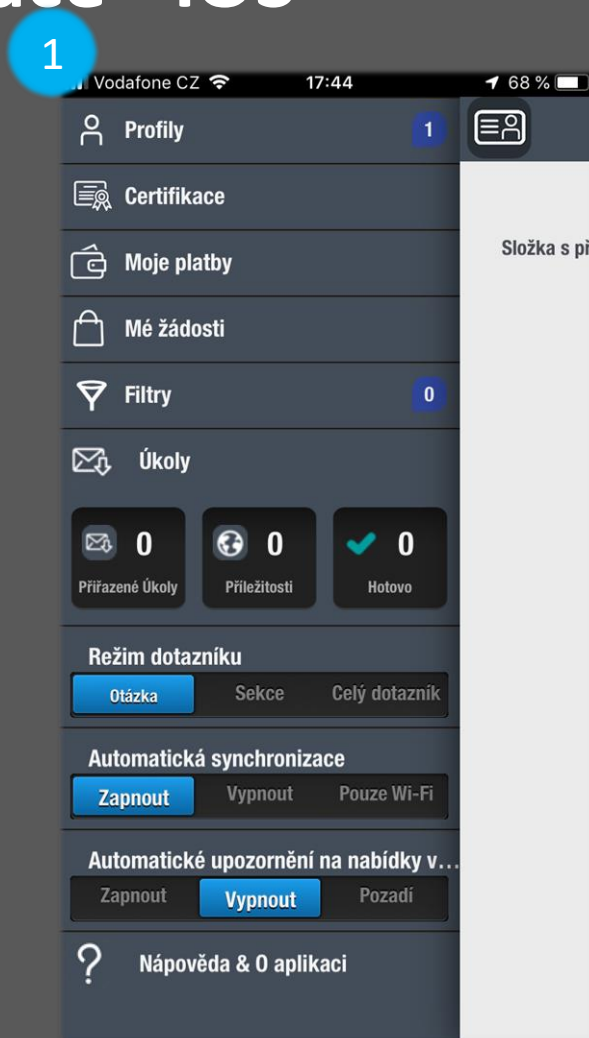 1
Vodafone CZ 17:44 68 %
Profily 1
Certifikace
Moje platby
Mé žádosti
Filtry 0
Úkoly
0 0 0
Přiřazené Úkoly Příležitosti Hotovo
Režim dotazníku
Otázka Sekce Celý dotazník
Automatická synchronizace
Zapnout Vypnout Pouze Wi-Fi
Automatické upozornění na nabídky v...
Zapnout Vypnout Pozadí
Nápověda & O aplikaci
Složka s